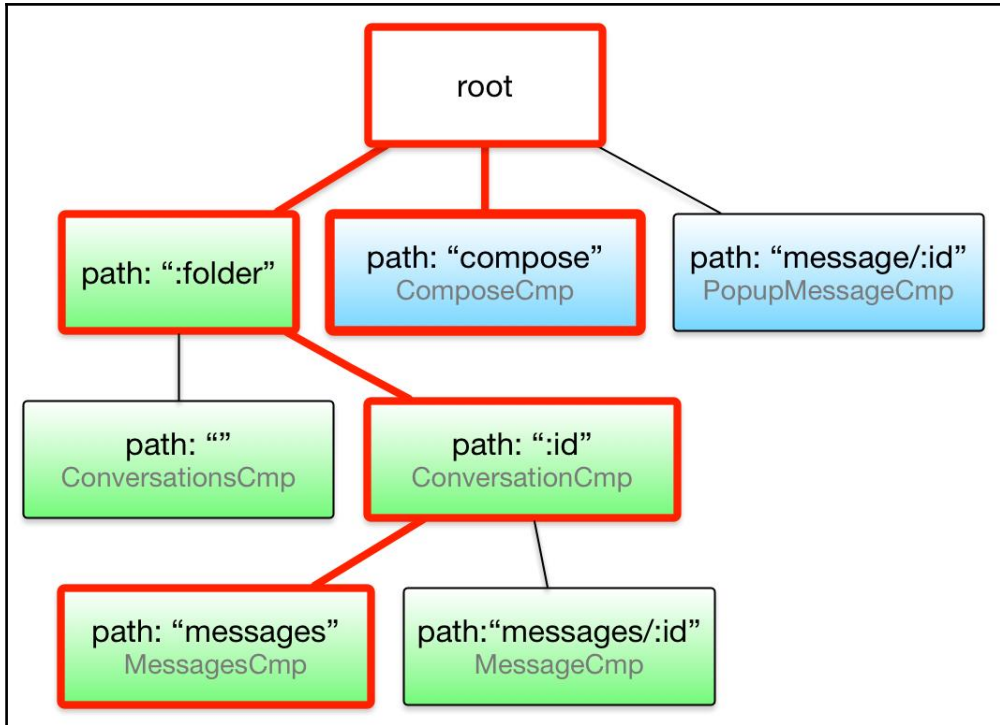 root
path: “:folder”
path: “compose”
ComposeCmp
path: “message/:id”
PopupMessageCmp
path: “”
ConversationsCmp
path: “:id”
ConversationCmp
path: “messages”
MessagesCmp
path:“messages/:id”
MessageCmp